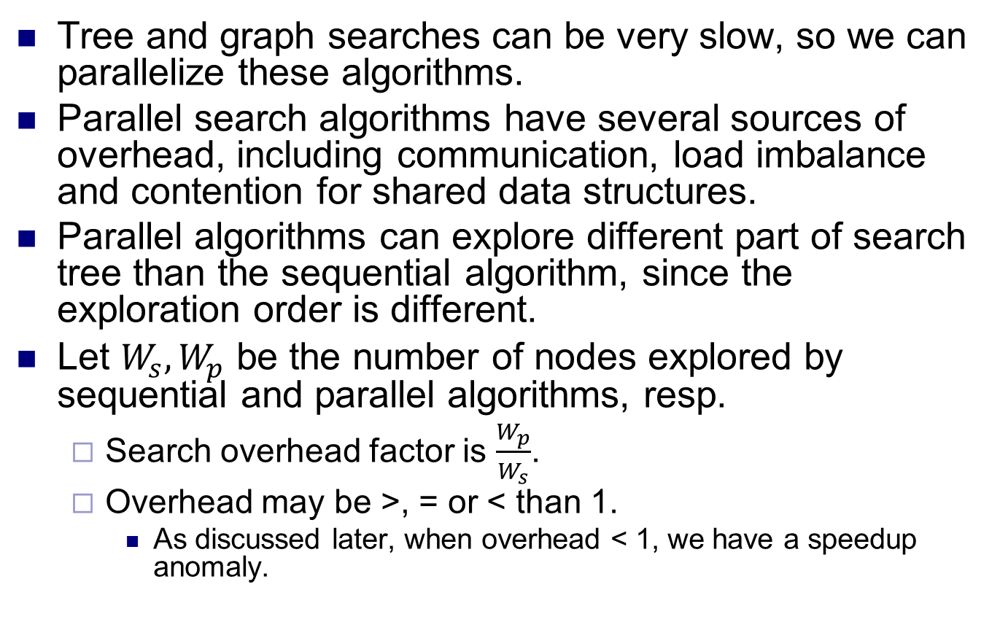 Tree and graph searches can be very slow, so we can
parallelize these algorithms.
Parallel search algorithms have several sources of
overhead, including communication, load imbalance
and contention for shared data structures.
Parallel algorithms can explore different part of search
tree than the sequential algorithm, since the
exploration order is different.
Let W_s, W_p be the number of nodes explored by
sequential and parallel algorithms, resp.
Search overhead factor is W_p/W_s.
Overhead may be >, = or < than 1.
As discussed later, when overhead < 1, we have a speedup
anomaly.